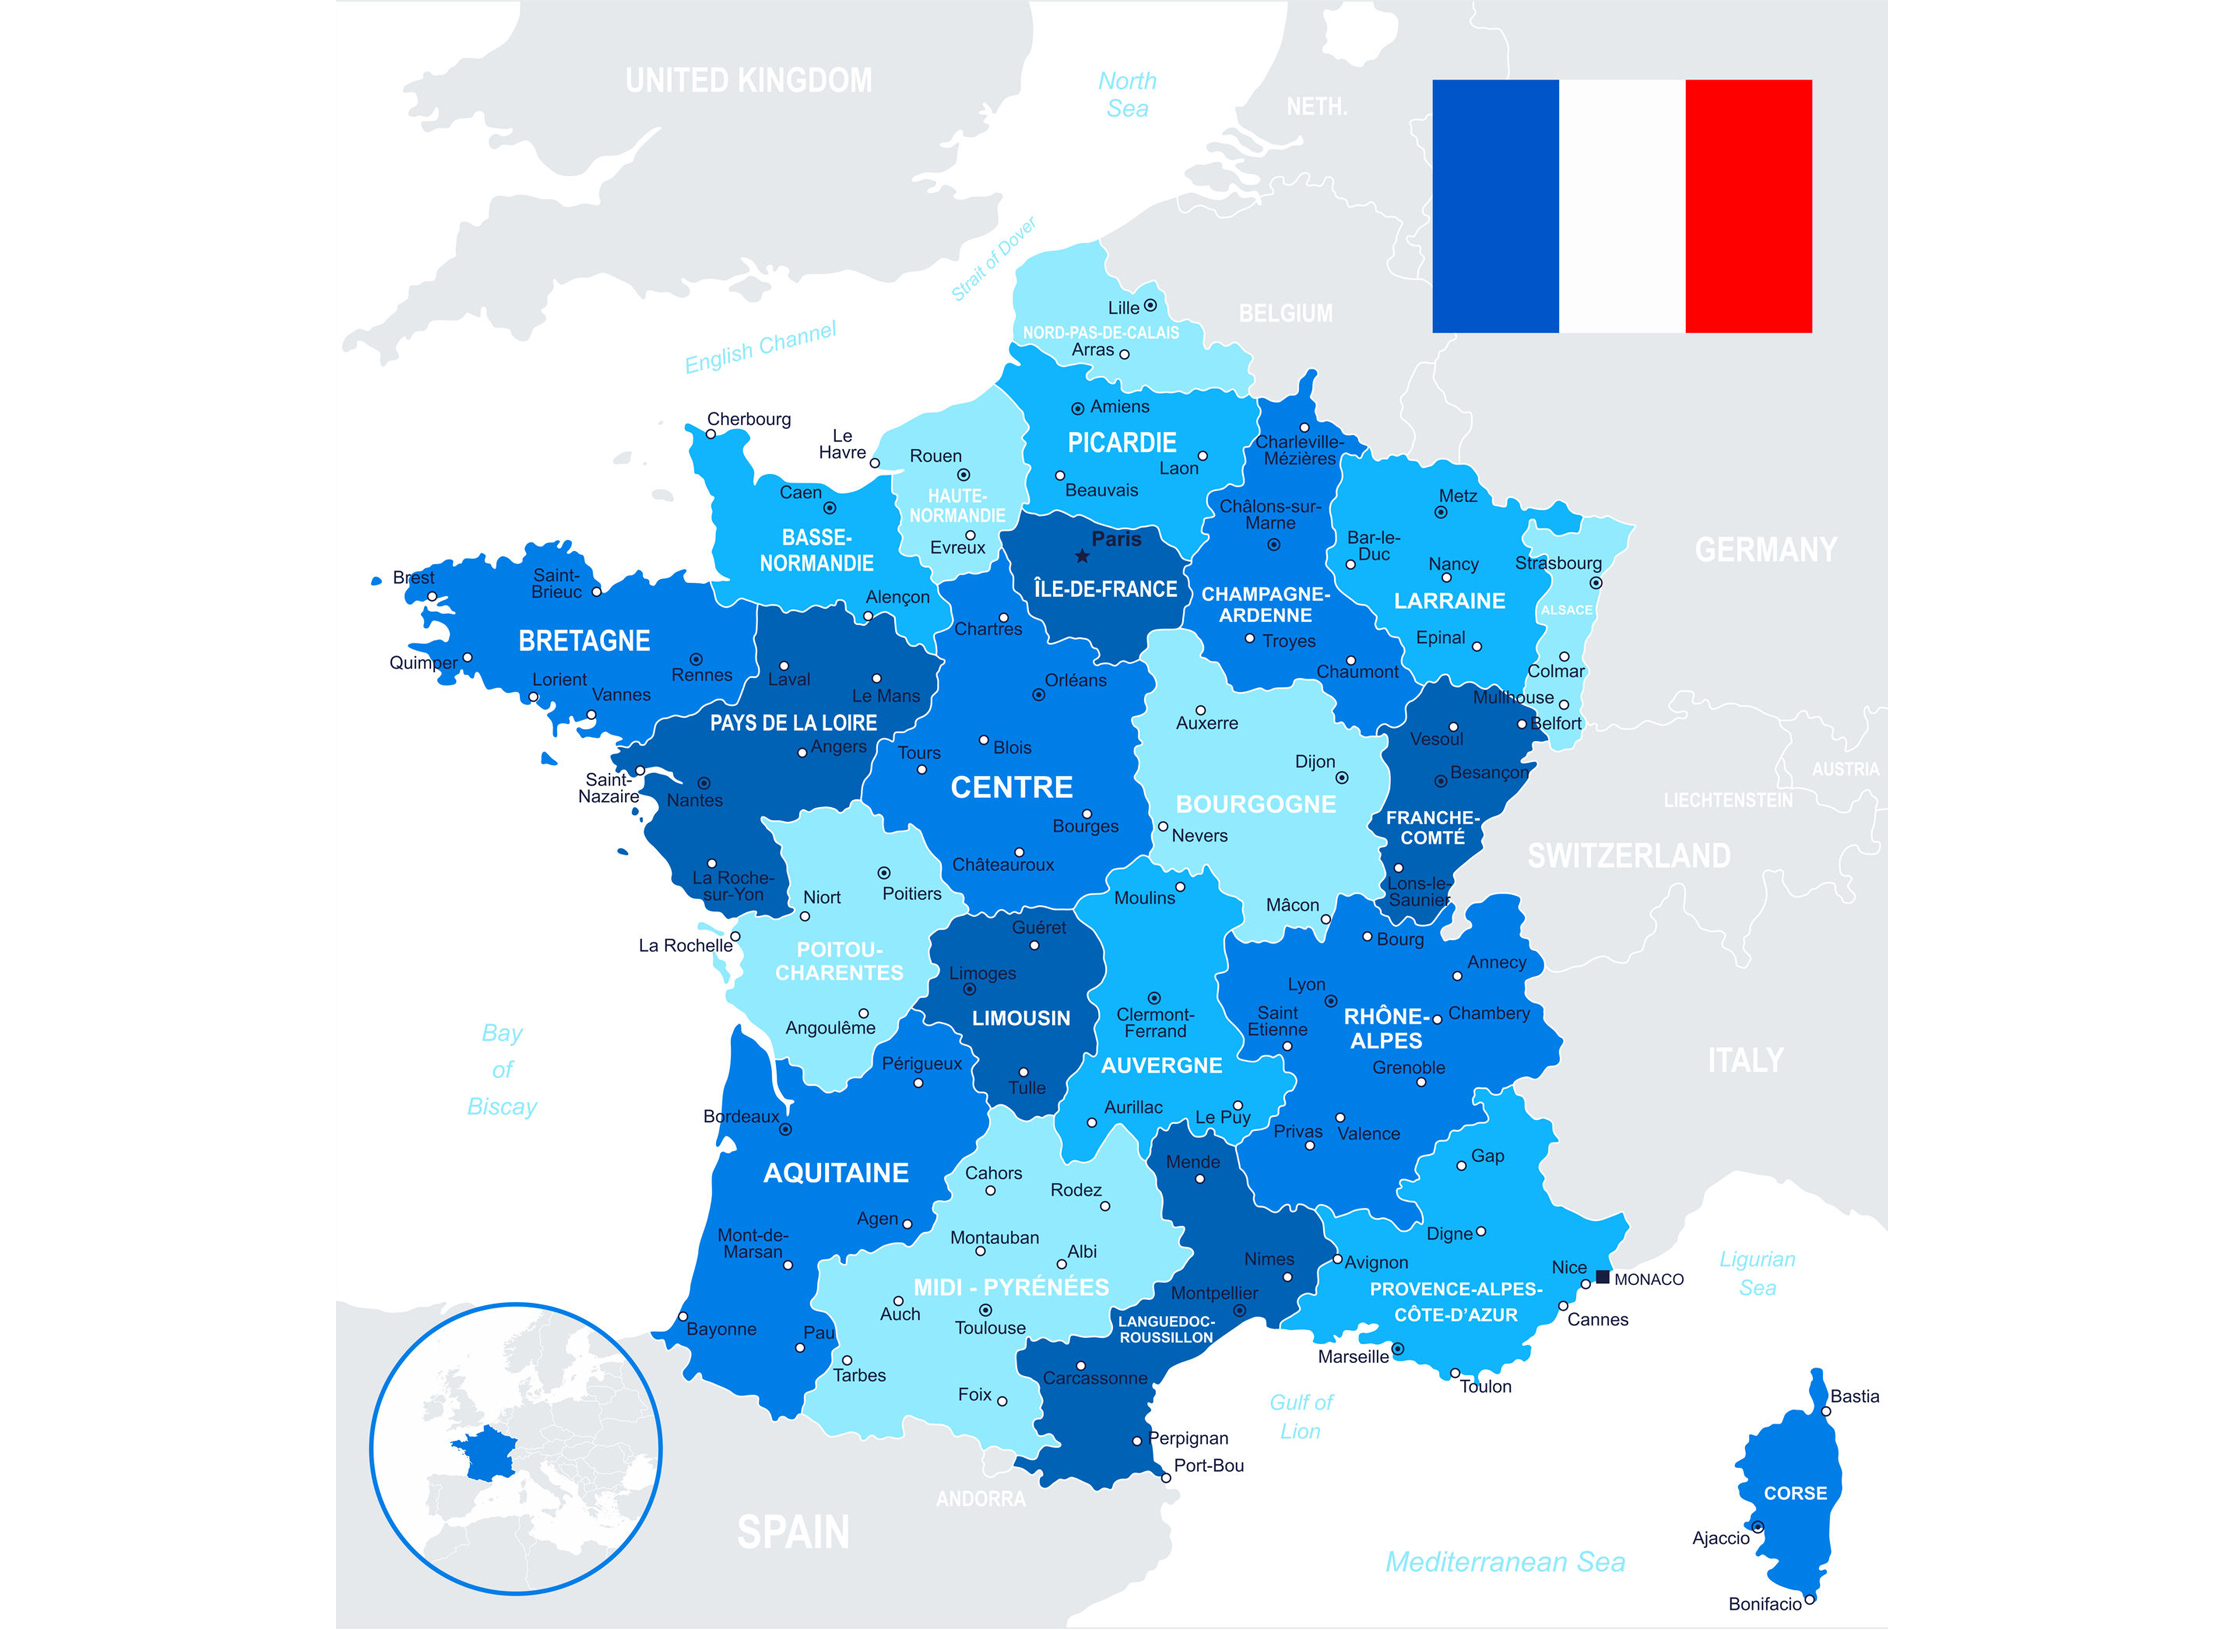 UNITED KINGDOM
North
Sea
NETH.
Strait of Dover
English Channel
BELGIUM
Lille
NORD-PAS-DE-CALAIS
Arras
Amiens
PICARDIE
Laon
Beauvais
Cherbourg
Le
Havre
Rouen
HAUTE-
NORMANDIE
Evreux
Caen
BASSE-
NORMANDIE
Alençon
Charleville-
Mézières
Châlons-sur-
Marne
CHAMPAGNE-
ARDENNE
Troyes
Chaumont
Metz
Bar-le-
Duc
Nancy
LARRAINE
Epinal
Strasbourg
ALSACE
Colmar
Mulhouse
GERMANY
Paris
ÎLE-DE-FRANCE
Brest
Saint-
Brieuc
BRETAGNE
Quimper
Rennes
Lorient
Vannes
Laval
Le Mans
PAYS DE LA LOIRE
Angers
Saint-
Nazaire
Nantes
La Roche-
sur-Yon
Chartres
Orléans
Blois
Tours
CENTRE
Bourges
Châteauroux
Auxerre
Dijon
BOURGOGNE
Nevers
Mâcon
Belfort
Vesoul
Besançon
FRANCHE-
COMTÉ
Lons-le-
Saunier
AUSTRIA
LIECHTENSTEIN
SWITZERLAND
Niort
Poitiers
La Rochelle
POITOU-
CHARENTES
Angoulême
Guéret
Limoges
LIMOUSIN
Tulle
Moulins
Clermont-
Ferrand
AUVERGNE
Aurillac
Le Puy
Bourg
Annecy
Lyon
Saint
Etienne
RHÔNE-
ALPES
Chambery
Grenoble
Privas
Valence
ITALY
Bay
of
Biscay
Périgueux
Bordeaux
AQUITAINE
Agen
Mont-de-
Marsan
Bayonne
Pau
Cahors
Rodez
Montauban
Albi
MIDI - PYRÉNÉES
Auch
Toulouse
Tarbes
Foix
Mende
Nimes
Montpellier
LANGUEDOC-
ROUSSILLON
Carcassonne
Perpignan
Port-Bou
Gap
Digne
Avignon
Nice
MONACO
PROVENCE-ALPES-
CÔTE-D'AZUR
Cannes
Marseille
Toulon
Ligurian
Sea
Gulf of
Lion
Bastia
CORSE
Ajaccio
Bonifacio
ANDORRA
SPAIN
Mediterranean Sea